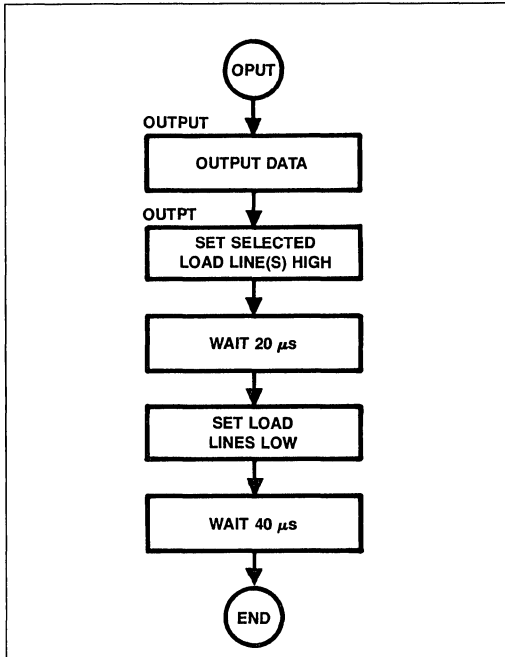 OPUT
OUTPUT
OUTPUT DATA
OUTPT
SET SELECTED
LOAD LINE(S) HIGH
WAIT 20 μs
SET LOAD
LINES LOW
WAIT 40 μs
END